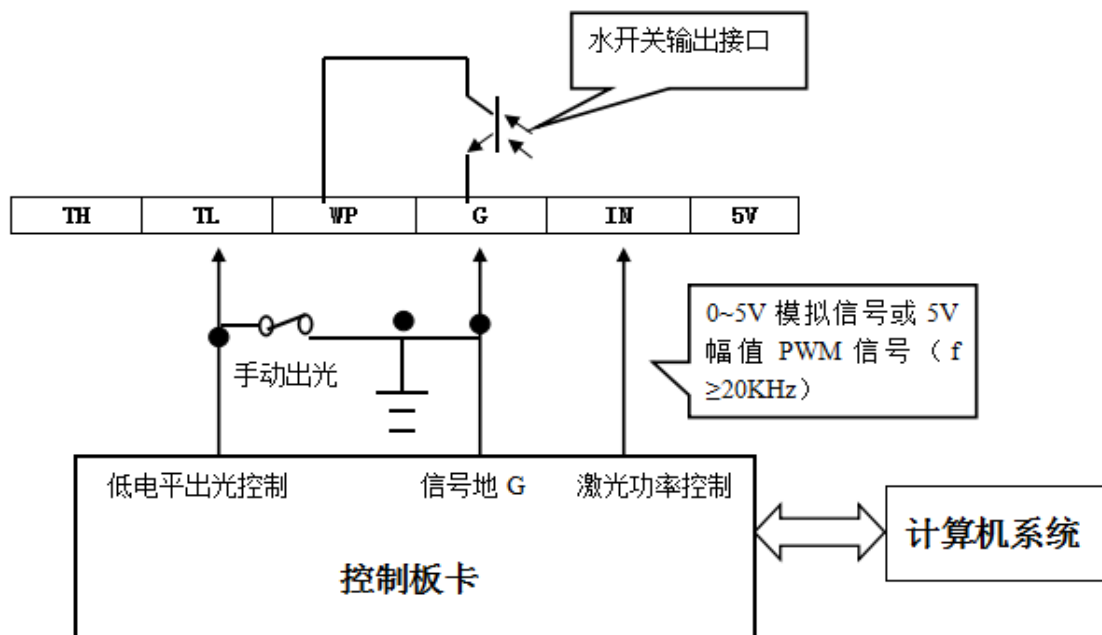 水开关输出接口
TH TL WP G IN 5V
0~5V 模拟信号或 5V
幅值 PWM 信号（f
≥20KHz）
手动出光
低电平出光控制 信号地 G 激光功率控制
控制板卡
计算机系统